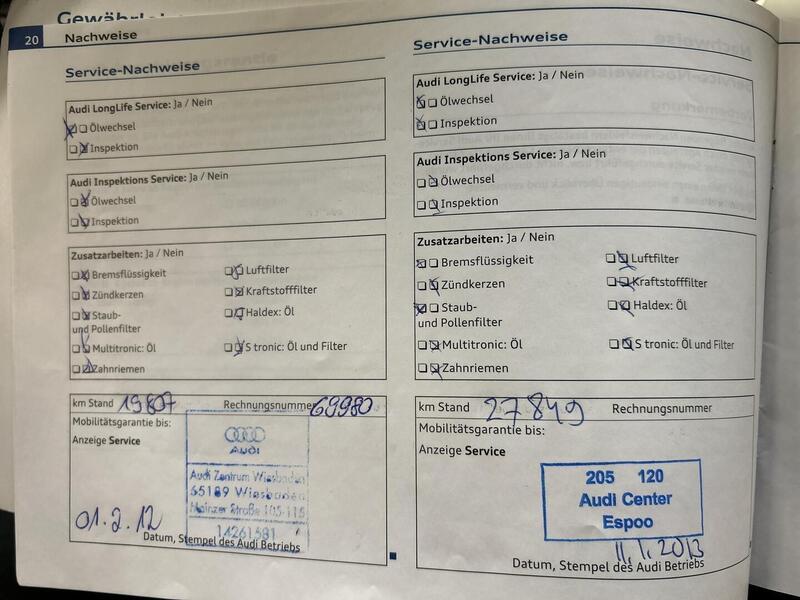 Gewährlei
20 Nachweise
Service-Nachweise
Audi LongLife Service: Ja / Nein
Ölwechsel
Inspektion
Audi Inspektions Service: Ja / Nein
Ölwechsel
Inspektion
Zusatzarbeiten: Ja / Nein
Bremsflüssigkeit Luftfilter
Zündkerzen Kraftstofffilter
Staub- Haldex: Öl
und Pollenfilter
Multitronic: Öl S tronic: Öl und Filter
Zahnriemen
km Stand 19807 Rechnungsnummer 69980
Mobilitätsgarantie bis:
Anzeige Service
Audi
Audi Zentrum Wiesbaden
65189 Wiesbaden
Mainzer Straße 105-115
14261581
01.2.12
Datum, Stempel des Audi Betriebs
Service-Nachweise
Audi LongLife Service: Ja / Nein
Ölwechsel
Inspektion
Audi Inspektions Service: Ja / Nein
Ölwechsel
Inspektion
Zusatzarbeiten: Ja / Nein
Bremsflüssigkeit Luftfilter
Zündkerzen Kraftstofffilter
Staub- Haldex: Öl
und Pollenfilter
Multitronic: Öl S tronic: Öl und Filter
Zahnriemen
km Stand 27849 Rechnungsnummer
Mobilitätsgarantie bis:
Anzeige Service
205 120
Audi Center
Espoo
11.1.2013
Datum, Stempel des Audi Betriebs